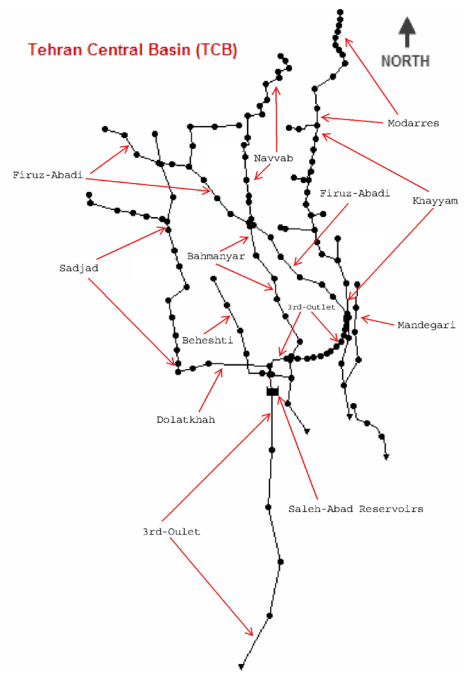 Tehran Central Basin (TCB)
NORTH
Modarres
Navvab
Firuz-Abadi
Firuz-Abadi
Khayyam
Bahmanyar
Sadjad
3rd-Outlet
Mandegari
Beheshti
Dolatkhah
Saleh-Abad Reservoirs
3rd-Oulet